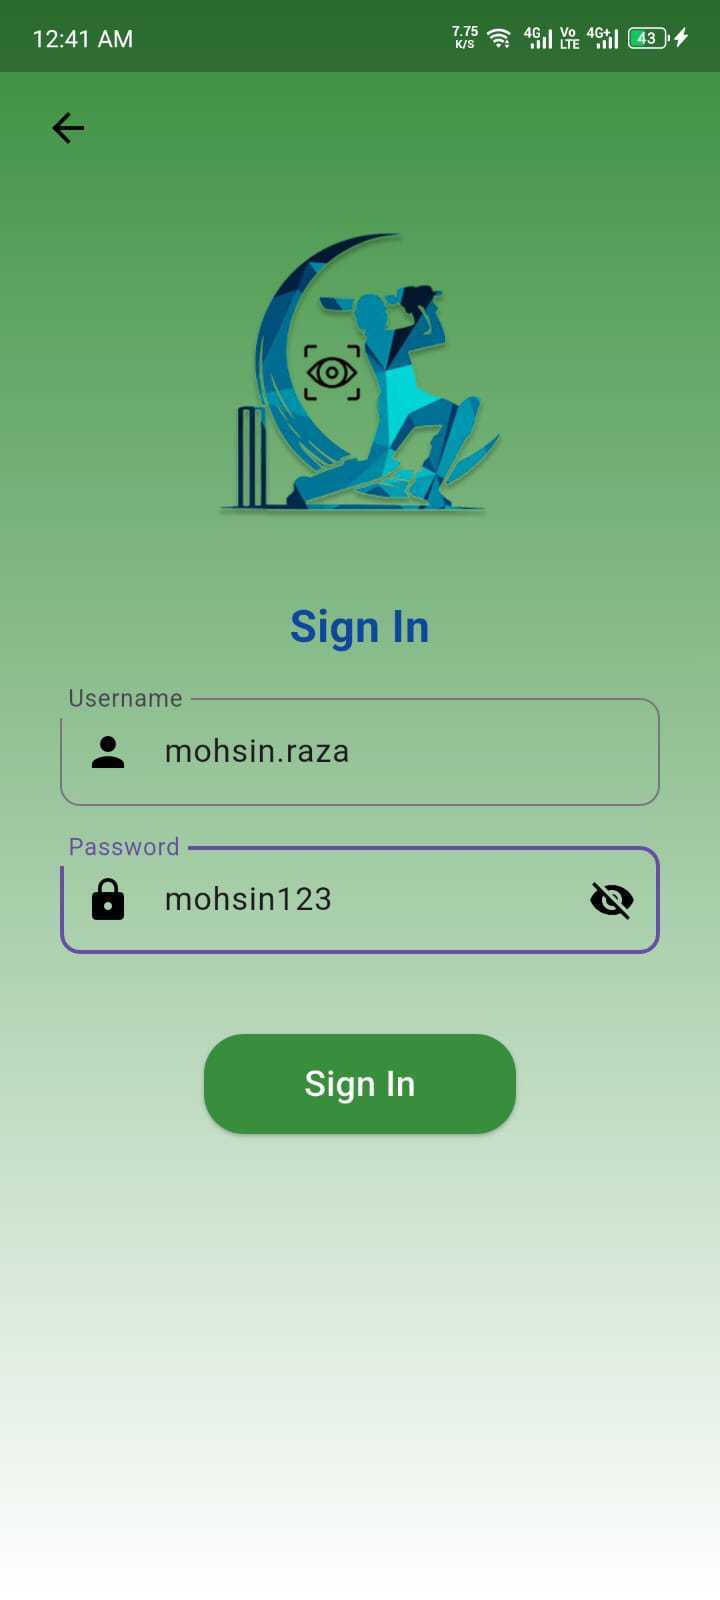 12:41 AM 7.75 K/S 4G Vo LTE 4G+ 43
Sign In
Username
mohsin.raza
Password
mohsin123
Sign In